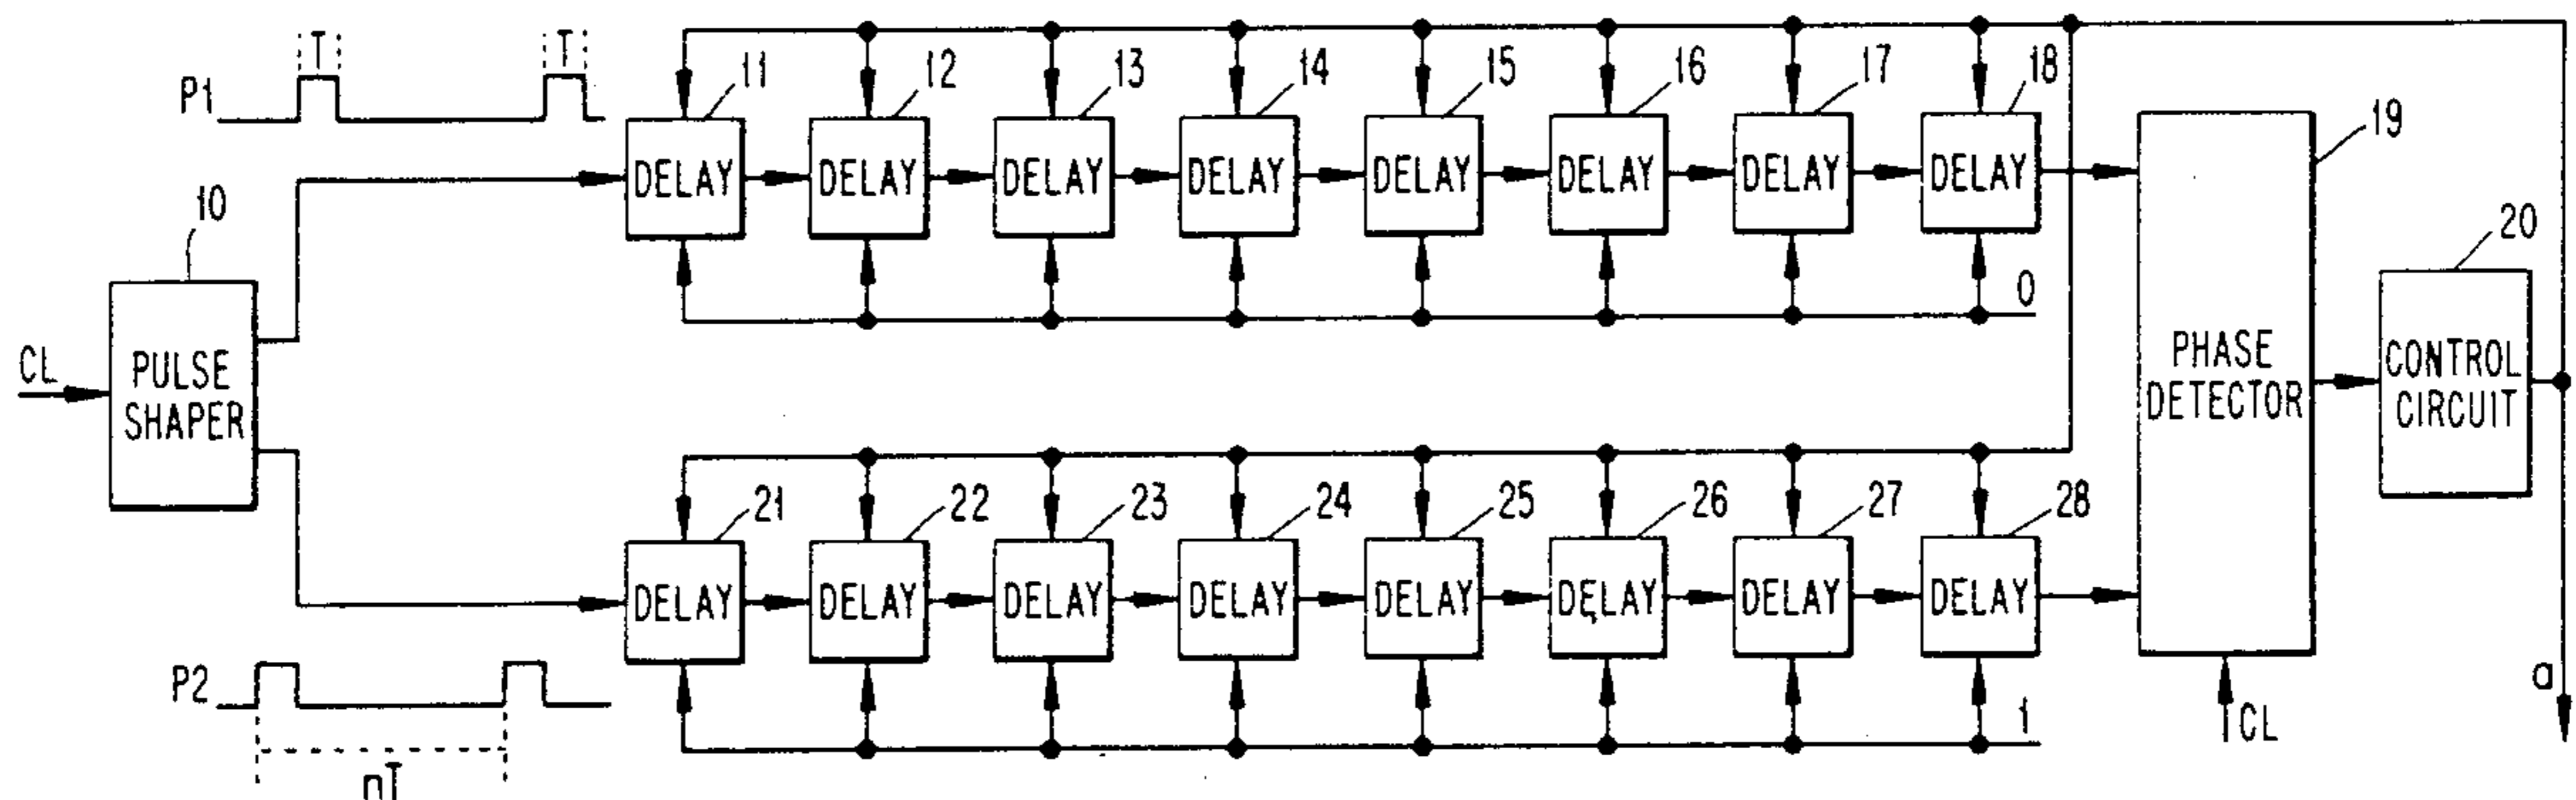 T T
P1
11 12 13 14 15 16 17 18
19
DELAY DELAY DELAY DELAY DELAY DELAY DELAY DELAY
10
20
0
CL
PULSE
SHAPER
PHASE
DETECTOR
CONTROL
CIRCUIT
21 22 23 24 25 26 27 28
DELAY DELAY DELAY DELAY DELAY DELAY DELAY DELAY
P2
1
CL
a
nT